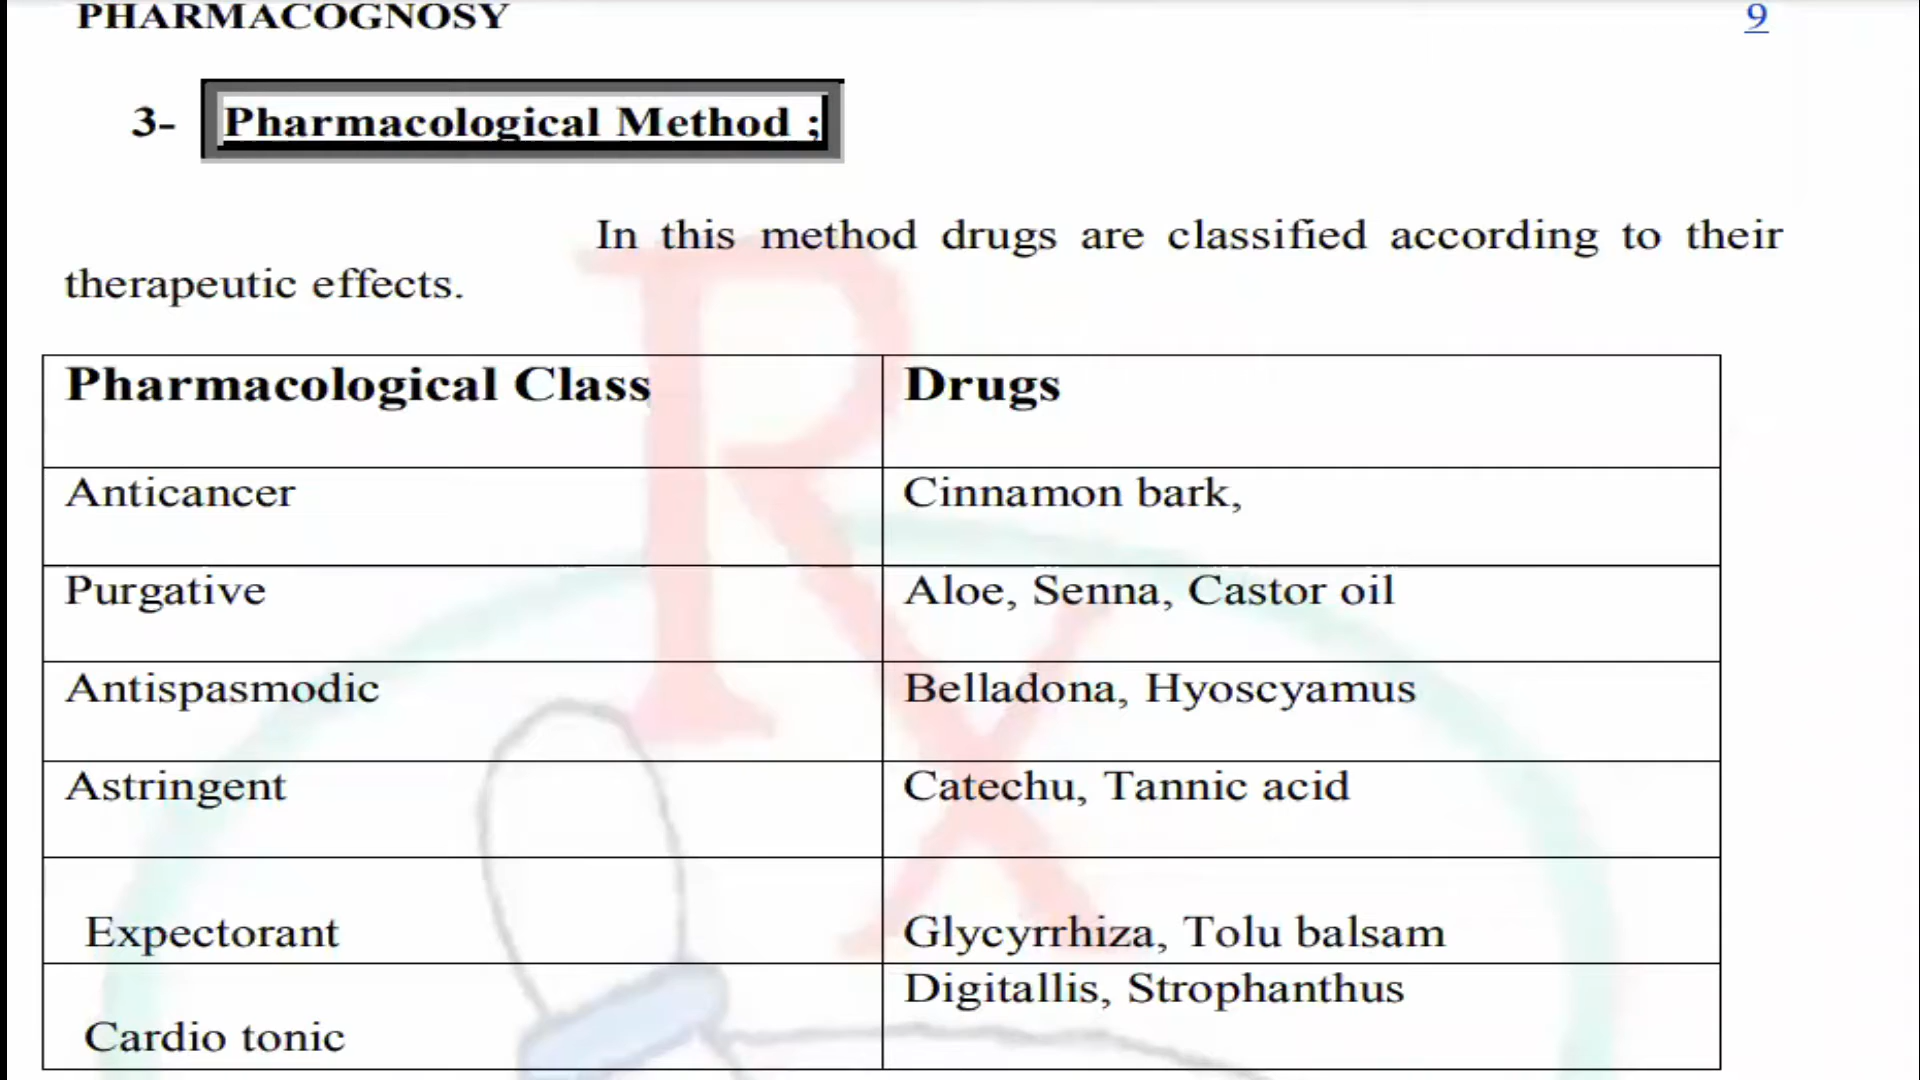 PHARMACOGNOSY 9
3- Pharmacological Method ;
In this method drugs are classified according to their
therapeutic effects.
Pharmacological Class Drugs
Anticancer Cinnamon bark,
Purgative Aloe, Senna, Castor oil
Antispasmodic Belladona, Hyoscyamus
Astringent Catechu, Tannic acid
Expectorant Glycyrrhiza, Tolu balsam
Cardio tonic Digitallis, Strophanthus
Rx